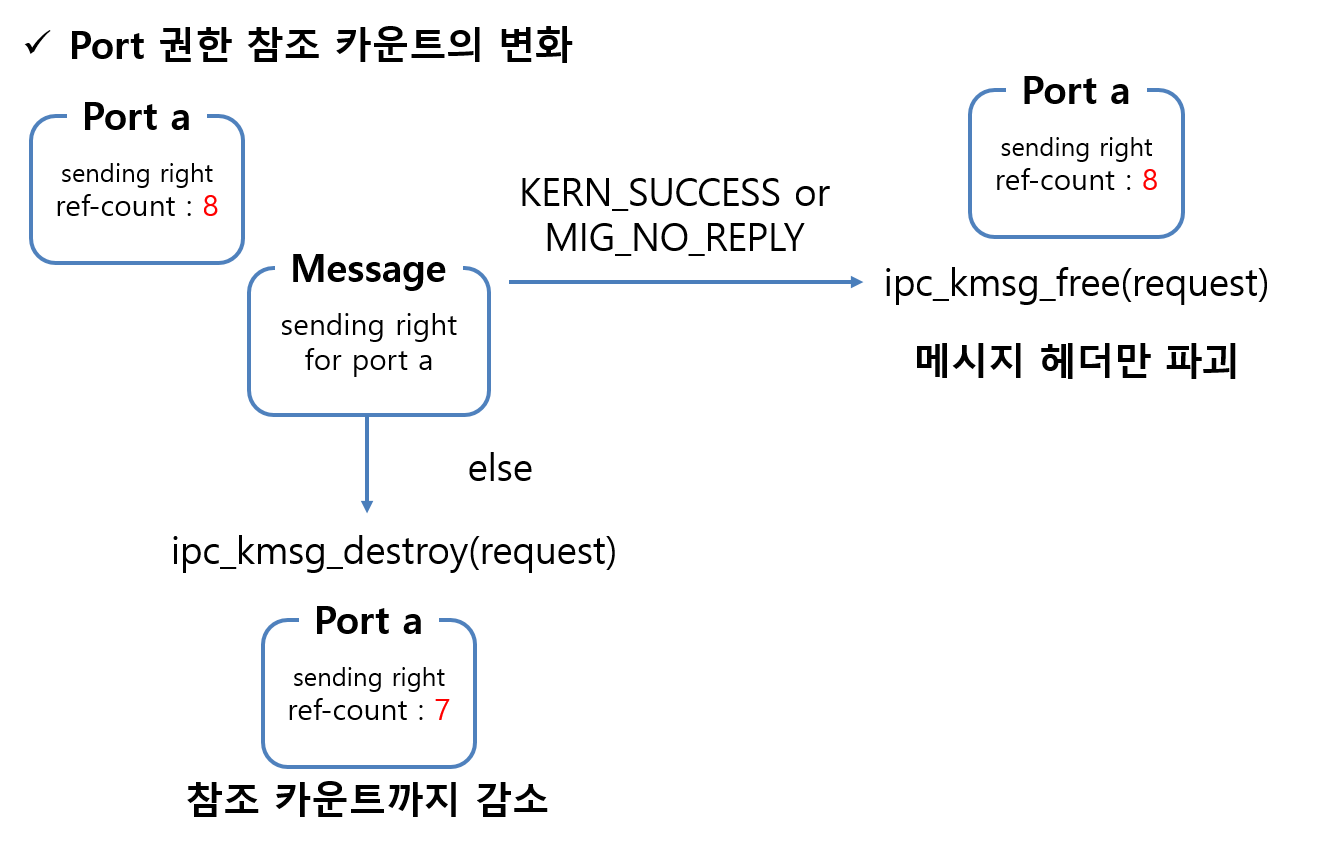 ✓ Port 권한 참조 카운트의 변화
Port a
sending right
ref-count : 8
Message
sending right
for port a
KERN_SUCCESS or
MIG_NO_REPLY
Port a
sending right
ref-count : 8
ipc_kmsg_free(request)
메시지 헤더만 파괴
else
ipc_kmsg_destroy(request)
Port a
sending right
ref-count : 7
참조 카운트까지 감소